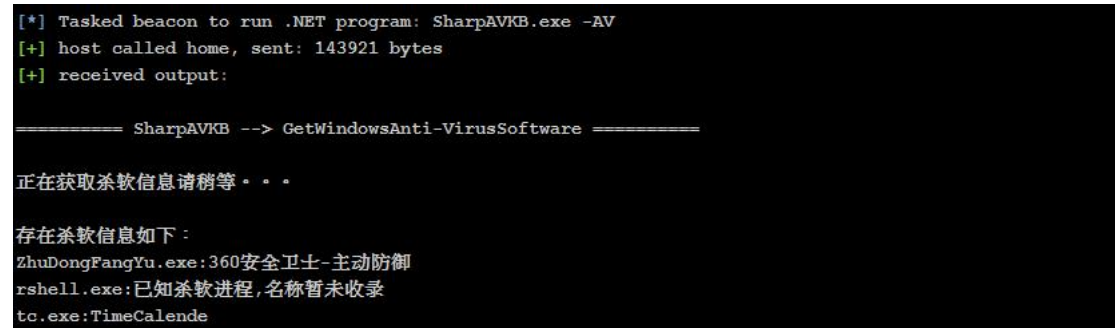 [*] Tasked beacon to run .NET program: SharpAVKB.exe -AV
[+] host called home, sent: 143921 bytes
[+] received output:
========== SharpAVKB --> GetWindowsAnti-VirusSoftware ==========
正在获取杀软信息请稍等・・・
存在杀软信息如下：
ZhuDongFangYu.exe:360安全卫士-主动防御
rshell.exe:已知杀软进程,名称暂未收录
tc.exe:TimeCalende